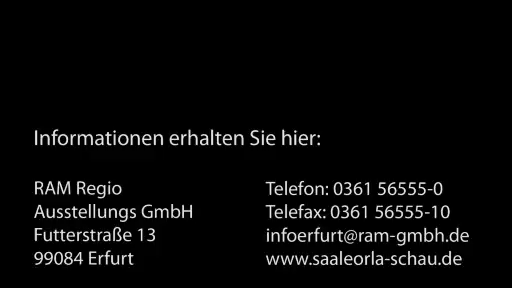 Informationen erhalten Sie hier:
RAM Regio
Ausstellungs GmbH
Futterstraße 13
99084 Erfurt
Telefon: 0361 56555-0
Telefax: 0361 56555-10
infoerfurt@ram-gmbh.de
www.saaleorla-schau.de